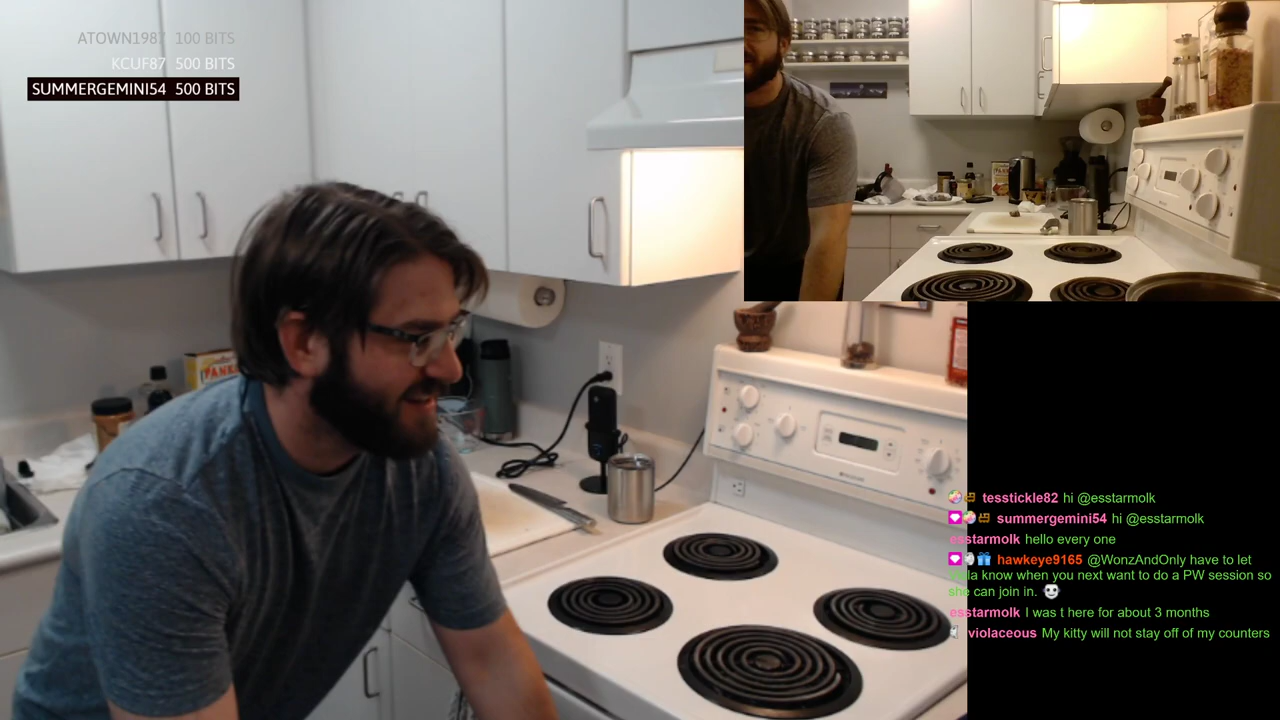 ATOWN1987 100 BITS
KCUF87 500 BITS
SUMMERGEMINI54 500 BITS
tesstickle82 hi @esstarmolk
summergemini54 hi @esstarmolk
esstarmolk hello every one
hawkeye9165 @WonzAndOnly have to let
know when you next want to do a PW session so
she can join in.
esstarmolk I was t here for about 3 months
violaceous My kitty will not stay off of my counters